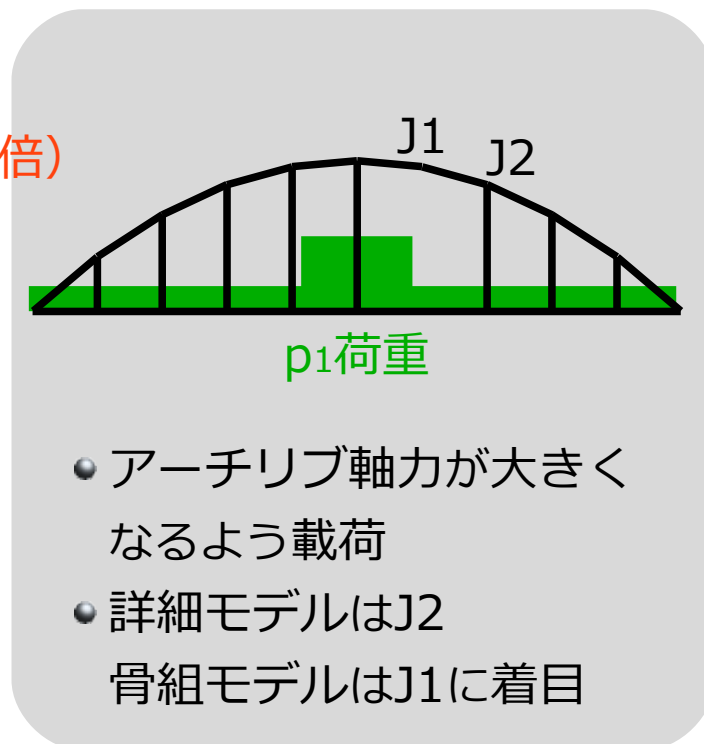 倍）
J1
J2
p1荷重
アーチリブ軸力が大きく
なるよう載荷
詳細モデルはJ2
骨組モデルはJ1に着目